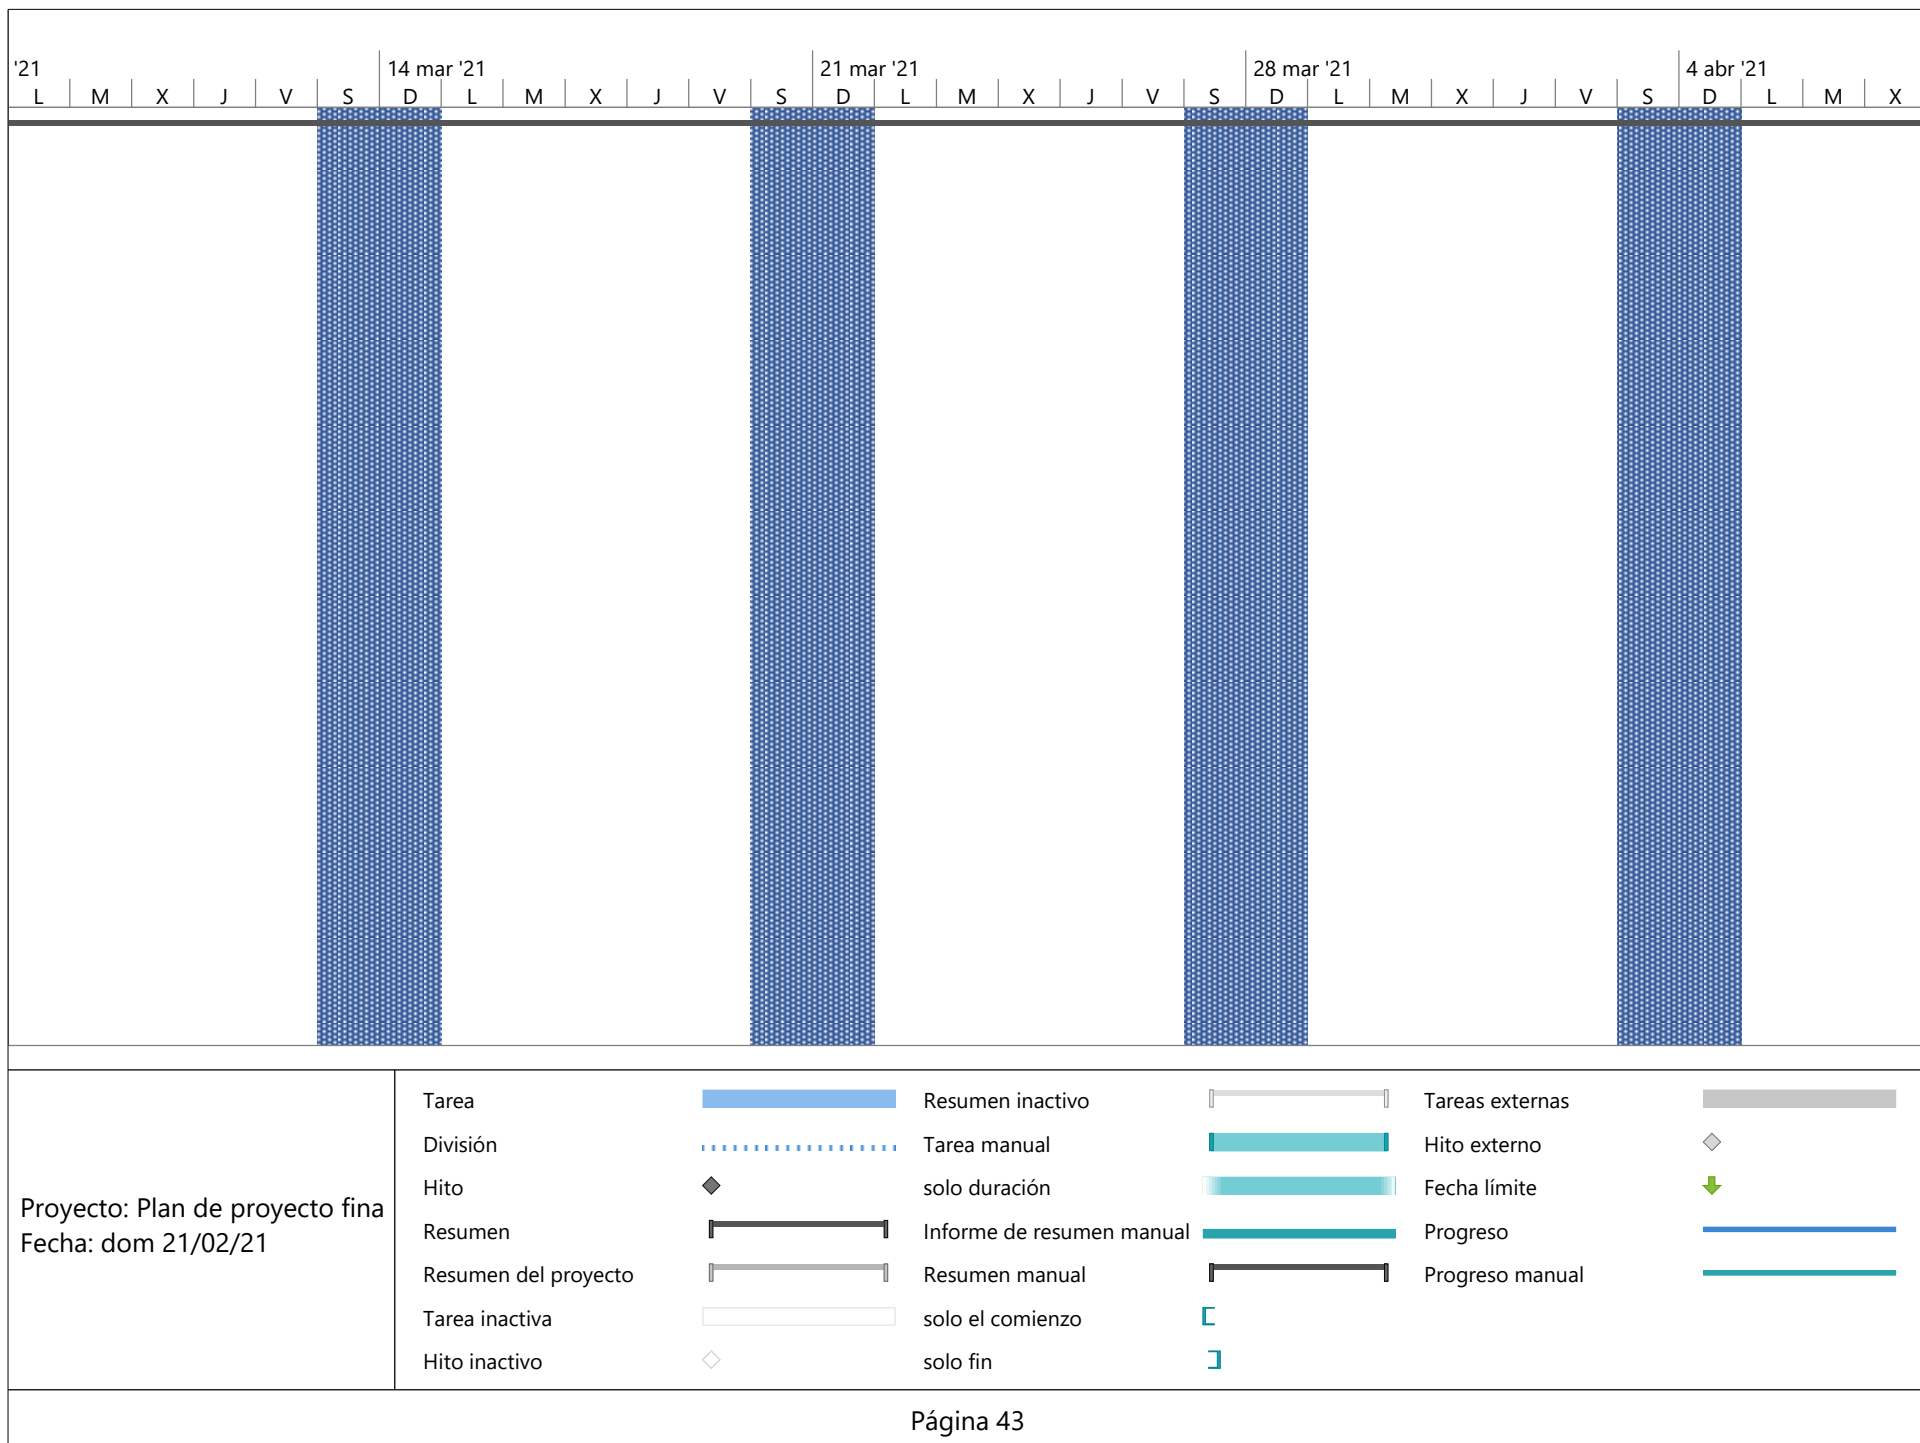 '21 14 mar '21 21 mar '21 28 mar '21 4 abr '21
L M X J V S D L M X J V S D L M X J V S D L M X J V S D L M X
Tarea Resumen inactivo Tareas externas
División Tarea manual Hito externo
Hito solo duración Fecha límite
Proyecto: Plan de proyecto fina
Fecha: dom 21/02/21
Resumen Informe de resumen manual Progreso
Resumen del proyecto Resumen manual Progreso manual
Tarea inactiva solo el comienzo
Hito inactivo solo fin
Página 43